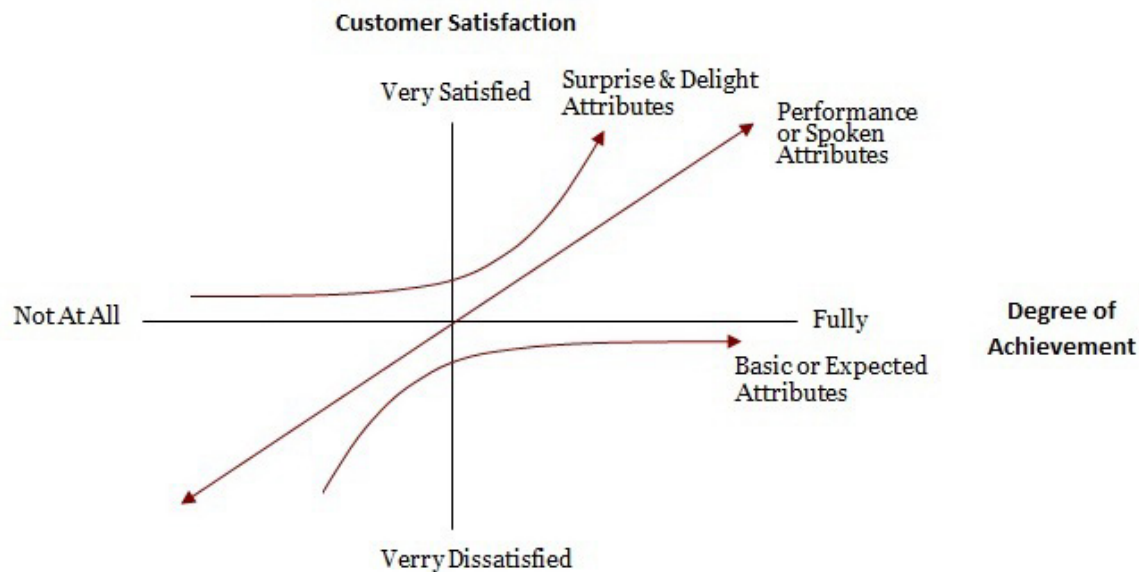 Customer Satisfaction
Very Satisfied
Surprise & Delight
Attributes
Performance
or Spoken
Attributes
Not At All
Fully
Degree of
Achievement
Basic or Expected
Attributes
Verry Dissatisfied